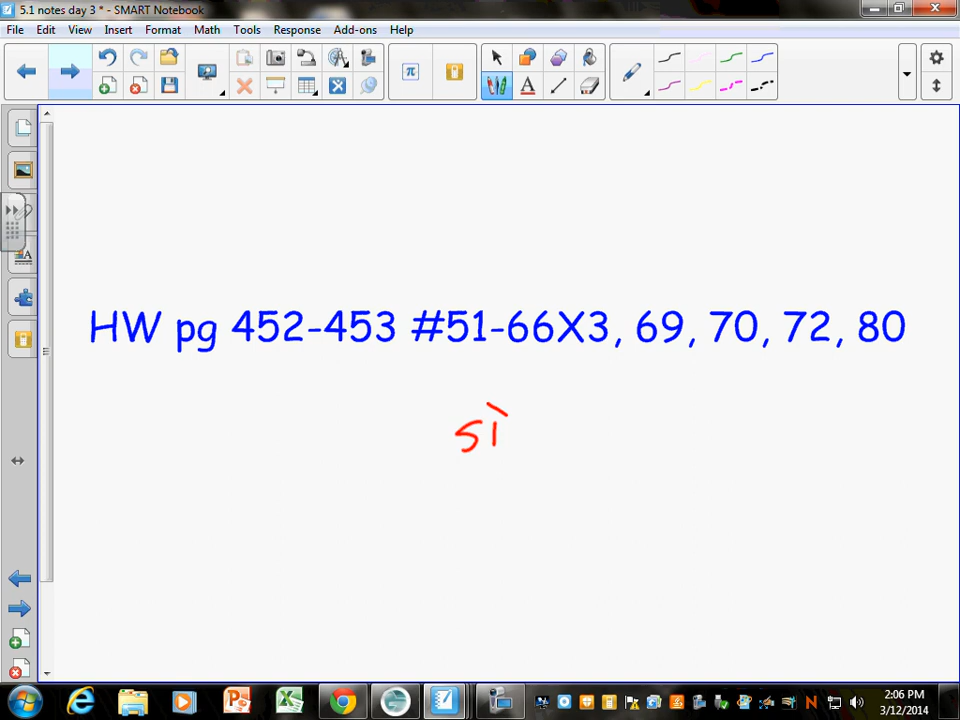 5.1 notes day 3 * - SMART Notebook
File Edit View Insert Format Math Tools Response Add-ons Help
HW pg 452-453 #51-66X3, 69, 70, 72, 80
sì
2:06 PM
3/12/2014